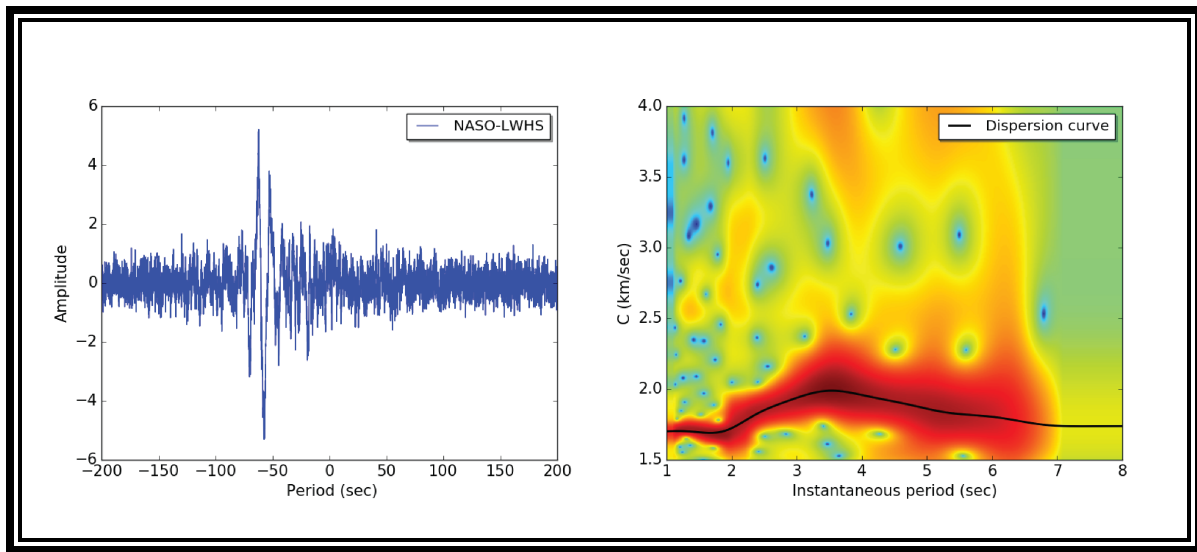 NASO-LWHS
6
4
2
0
−2
−4
−6
Amplitude
−200 −150 −100 −50 0 50 100 150 200
Period (sec)
Dispersion curve
4.0
3.5
3.0
2.5
2.0
1.5
C (km/sec)
1 2 3 4 5 6 7 8
Instantaneous period (sec)